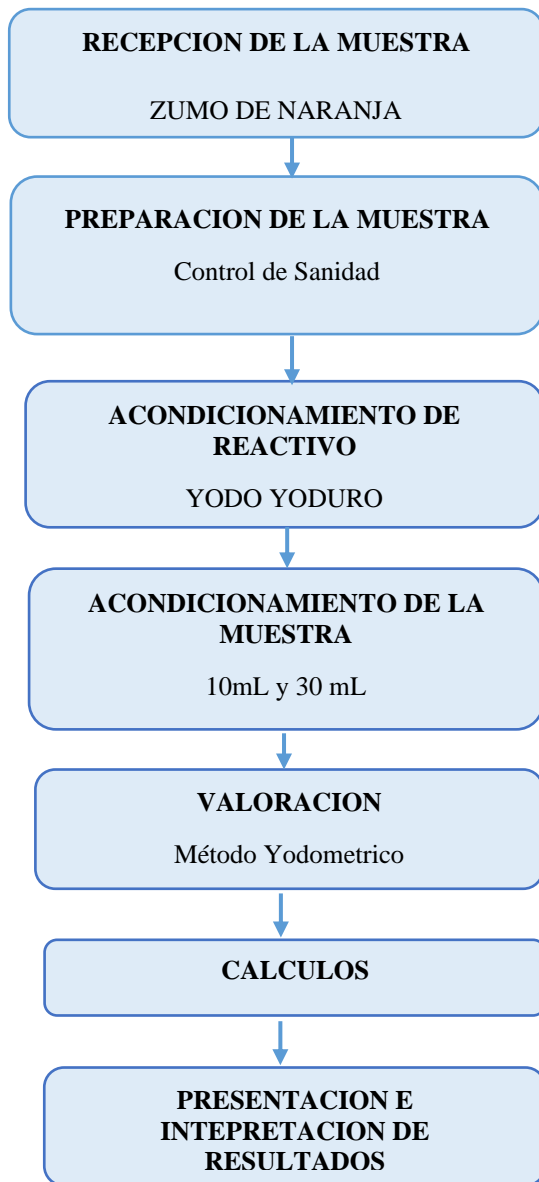 RECEPCION DE LA MUESTRA
ZUMO DE NARANJA
PREPARACION DE LA MUESTRA
Control de Sanidad
ACONDICIONAMIENTO DE
REACTIVO
YODO YODURO
ACONDICIONAMIENTO DE LA
MUESTRA
10mL y 30 mL
VALORACION
Método Yodometrico
CALCULOS
PRESENTACION E
INTEPRETACION DE
RESULTADOS